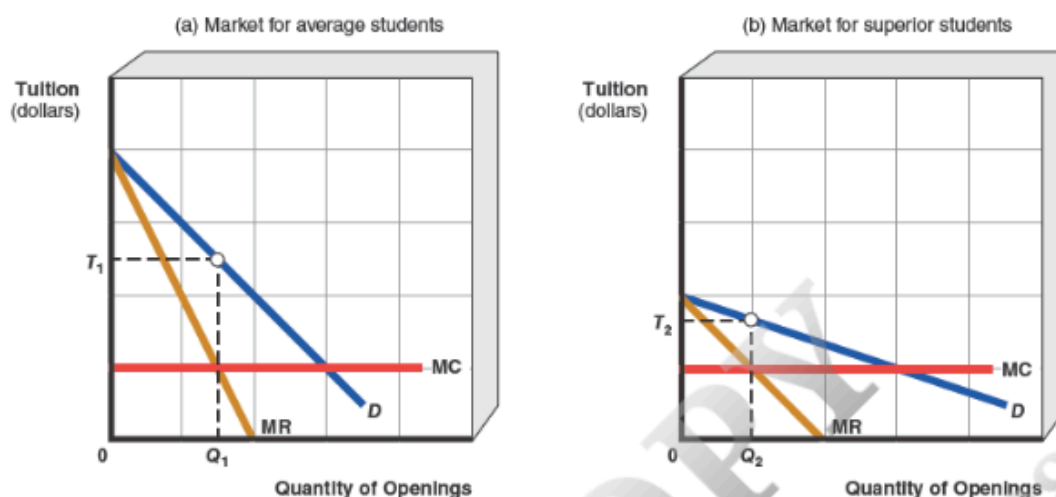 (a) Market for average students
Tuition
(dollars)
T1
MC
D
MR
0
Q1
Quantity of Openings
(b) Market for superior students
Tuition
(dollars)
T2
MC
D
MR
0
Q2
Quantity of Openings